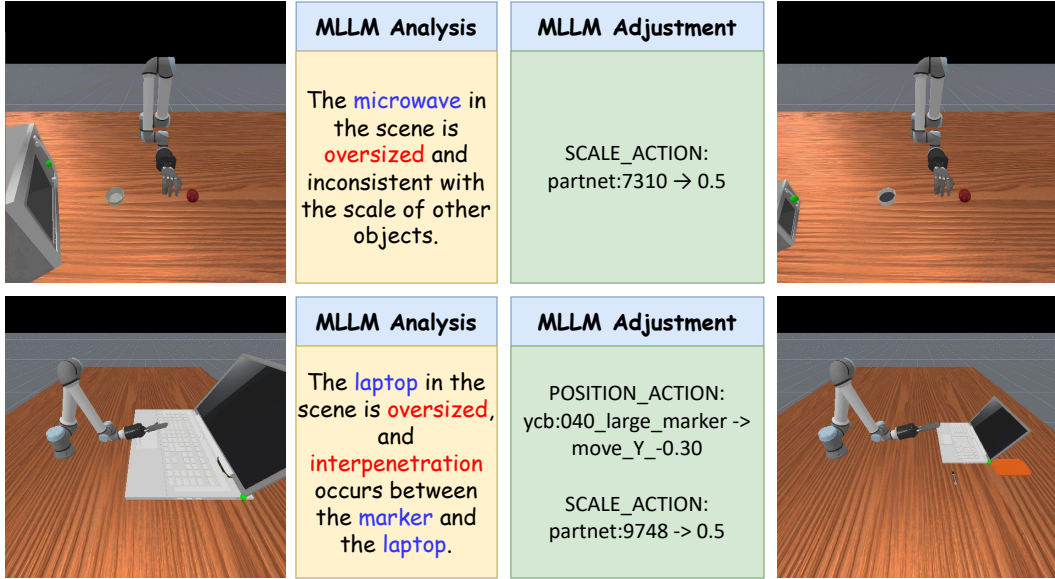 MLLM Analysis
The microwave in
the scene is
oversized and
inconsistent with
the scale of other
objects.
MLLM Adjustment
SCALE_ACTION:
partnet:7310 → 0.5
MLLM Analysis
The laptop in the
scene is oversized,
and
interpenetration
occurs between
the marker and
the laptop.
MLLM Adjustment
POSITION_ACTION:
ycb:040_large_marker ->
move_Y_-0.30
SCALE_ACTION:
partnet:9748 -> 0.5